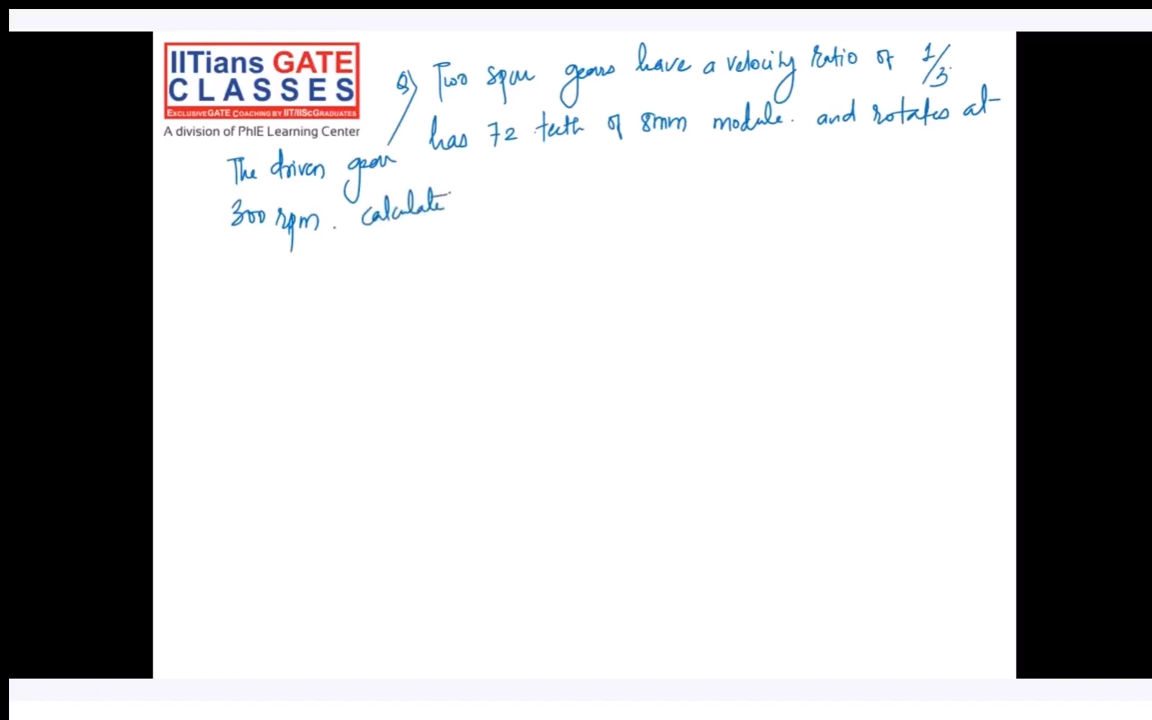 IITians GATE
CLASSES
EXCLUSIVE GATE COACHING BY IIT/IISc GRADUATES
A division of PhIE Learning Center
Q) Two spur gears have a velocity ratio of 1/3.
The driven gear has 72 teeth of 8mm module. and rotates at
300 rpm. Calculate